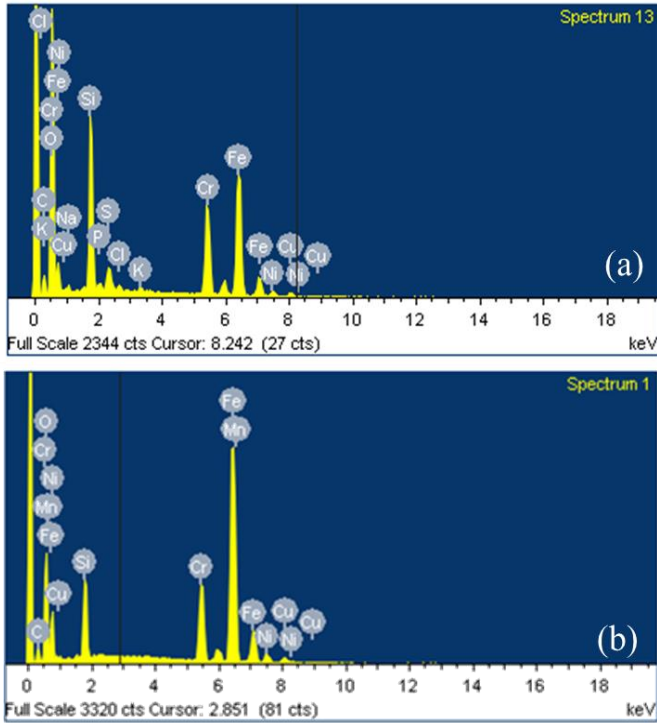 Spectrum 13
Cl
Ni
Fe
Si
Cr
Fe
O
Cr
C
Na
S
K
Cu
P
Cl
K
Fe
Cu
Cu
Ni
Ni
(a)
0 2 4 6 8 10 12 14 16 18
Full Scale 2344 cts Cursor: 8.242 (27 cts) keV
Spectrum 1
Fe
O
Mn
Cr
Ni
Mn
Fe
Si
Cr
Cu
C
Fe
Cu
Cu
Ni
Ni
(b)
0 2 4 6 8 10 12 14 16 18
Full Scale 3320 cts Cursor: 2.851 (81 cts) keV